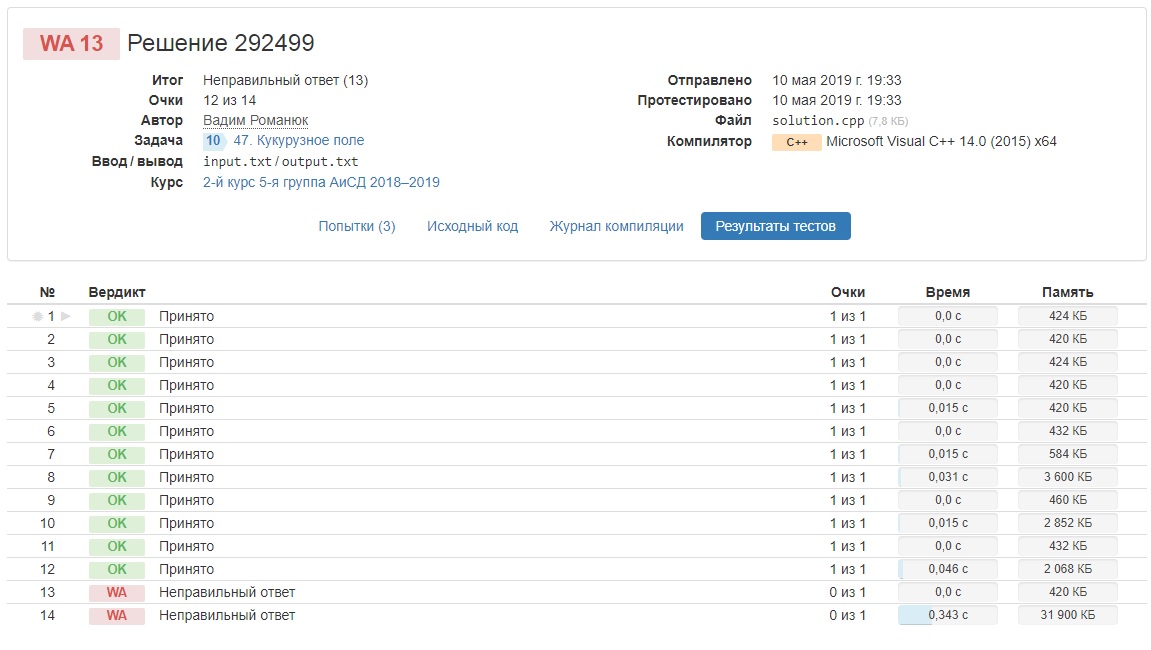 WA 13 Решение 292499
Итог Неправильный ответ (13)
Очки 12 из 14
Автор Вадим Романюк
Задача 10 47. Кукурузное поле
Ввод / вывод input.txt / output.txt
Курс 2-й курс 5-я группа АиСД 2018–2019
Отправлено 10 мая 2019 г. 19:33
Протестировано 10 мая 2019 г. 19:33
Файл solution.cpp (7,8 КБ)
Компилятор C++ Microsoft Visual C++ 14.0 (2015) x64
Попытки (3) Исходный код Журнал компиляции Результаты тестов
№ Вердикт Очки Время Память
1 OK Принято 1 из 1 0,0 с 424 КБ
2 OK Принято 1 из 1 0,0 с 420 КБ
3 OK Принято 1 из 1 0,0 с 424 КБ
4 OK Принято 1 из 1 0,0 с 420 КБ
5 OK Принято 1 из 1 0,015 с 420 КБ
6 OK Принято 1 из 1 0,0 с 432 КБ
7 OK Принято 1 из 1 0,015 с 584 КБ
8 OK Принято 1 из 1 0,031 с 3 600 КБ
9 OK Принято 1 из 1 0,0 с 460 КБ
10 OK Принято 1 из 1 0,015 с 2 852 КБ
11 OK Принято 1 из 1 0,0 с 432 КБ
12 OK Принято 1 из 1 0,046 с 2 068 КБ
13 WA Неправильный ответ 0 из 1 0,0 с 420 КБ
14 WA Неправильный ответ 0 из 1 0,343 с 31 900 КБ